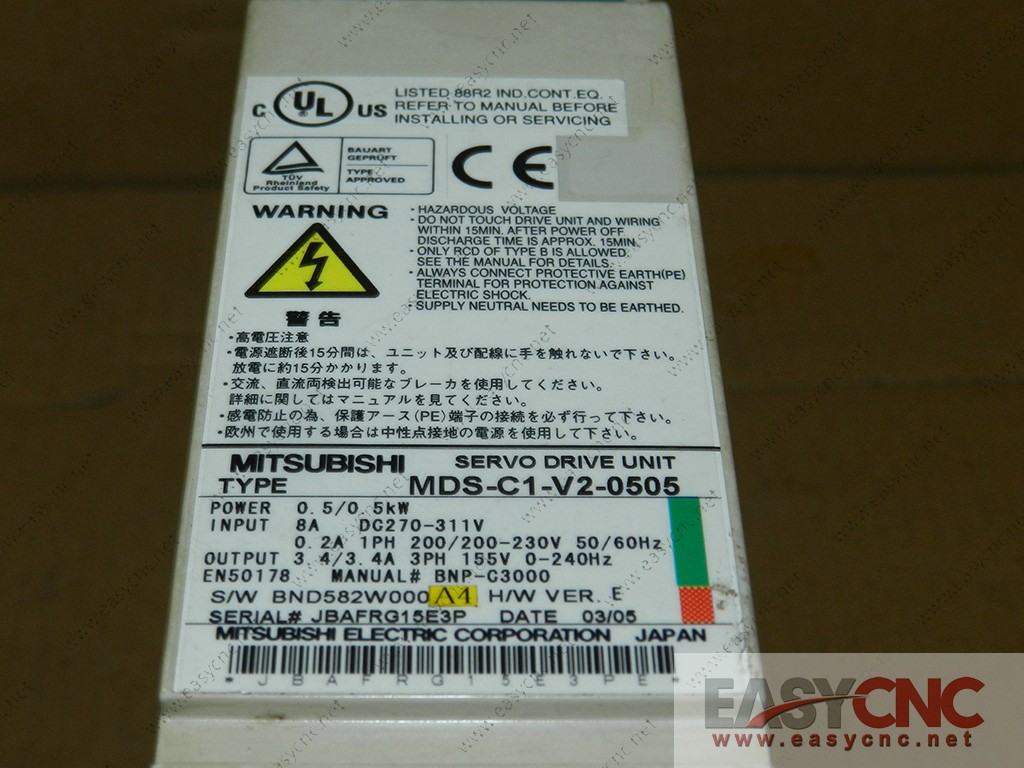 C UL ® US
LISTED 88R2 IND.CONT.EQ.
REFER TO MANUAL BEFORE
INSTALLING OR SERVICING
TÜV
Rheinland
Product Safety
BAUART
GEPRÜFT
TYPE
APPROVED
CE
WARNING
· HAZARDOUS VOLTAGE
· DO NOT TOUCH DRIVE UNIT AND WIRING
WITHIN 15MIN. AFTER POWER OFF
DISCHARGE TIME IS APPROX. 15MIN.
· ONLY RCD OF TYPE B IS ALLOWED.
SEE THE MANUAL FOR DETAILS.
· ALWAYS CONNECT PROTECTIVE EARTH(PE)
TERMINAL FOR PROTECTION AGAINST
ELECTRIC SHOCK.
· SUPPLY NEUTRAL NEEDS TO BE EARTHED.
警告
・高電圧注意
・電源遮断後15分間は、ユニット及び配線に手を触れないで下さい。
放電に約15分かかります。
・交流、直流両検出可能なブレーカを使用してください。
詳細に関してはマニュアルを見てください。
・感電防止の為、保護アース(PE)端子の接続を必ず行って下さい。
・欧州で使用する場合は中性点接地の電源を使用して下さい。
MITSUBISHI SERVO DRIVE UNIT
TYPE MDS-C1-V2-0505
POWER 0.5/0.5kW
INPUT 8A DC270-311V
0.2A 1PH 200/200-230V 50/60Hz
OUTPUT 3.4/3.4A 3PH 155V 0-240Hz
EN50178 MANUAL# BNP-C3000
S/W BND582W000 A4 H/W VER. E
SERIAL# JBAFRG15E3P DATE 03/05
MITSUBISHI ELECTRIC CORPORATION JAPAN
* J B A F R G 1 5 E 3 P E *
EASYCNC
www.easycnc.net